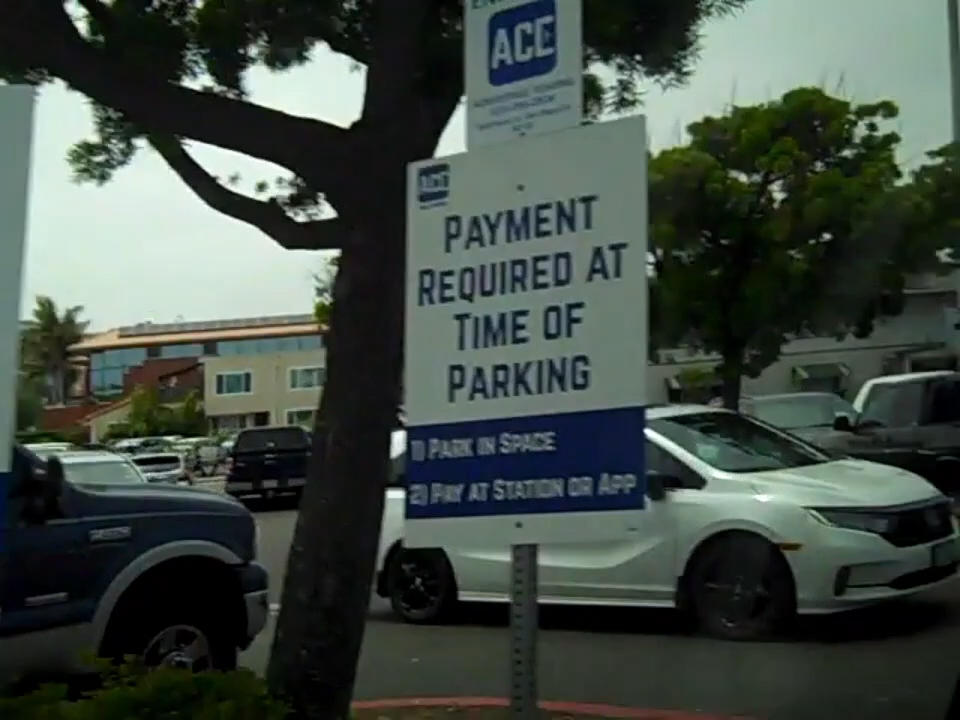 ACE
PAYMENT
REQUIRED AT
TIME OF
PARKING
1) PARK IN SPACE
2) PAY AT STATION OR APP